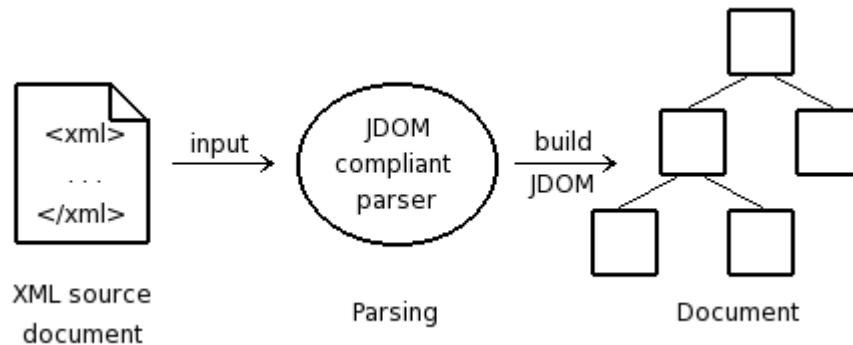 <xml>
. . .
</xml>
input
JDOM
compliant
parser
build
JDOM
XML source
document
Parsing
Document